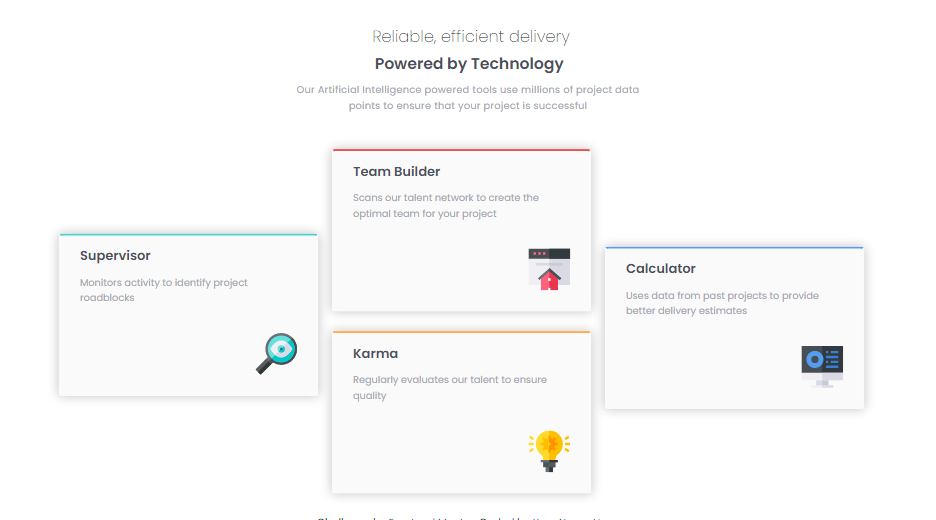 Reliable, efficient delivery
Powered by Technology
Our Artificial Intelligence powered tools use millions of project data
points to ensure that your project is successful
Supervisor
Monitors activity to identify project
roadblocks
Team Builder
Scans our talent network to create the
optimal team for your project
Karma
Regularly evaluates our talent to ensure
quality
Calculator
Uses data from past projects to provide
better delivery estimates